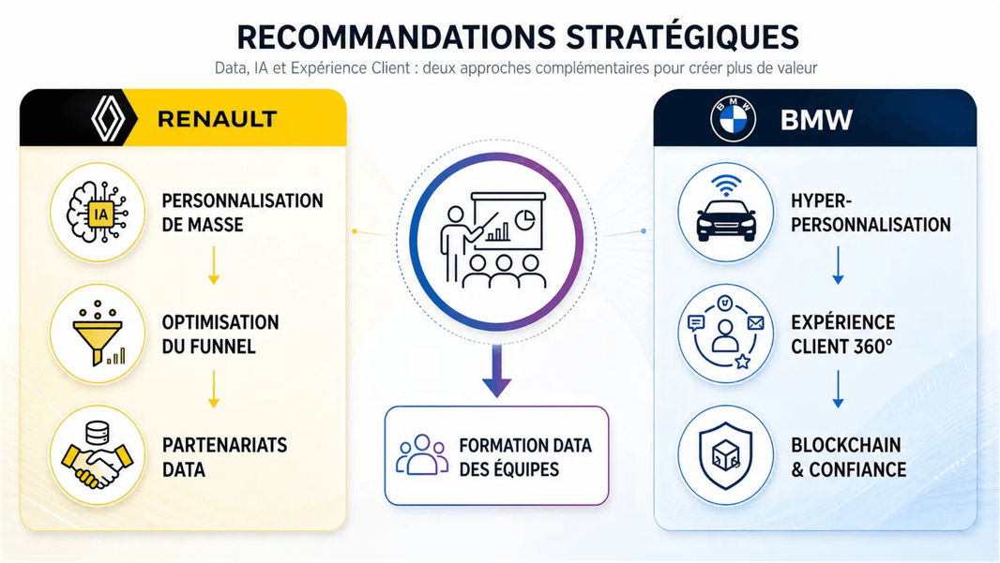 RECOMMANDATIONS STRATÉGIQUES
Data, IA et Expérience Client : deux approches complémentaires pour créer plus de valeur
RENAULT
IA
PERSONNALISATION
DE MASSE
OPTIMISATION
DU FUNNEL
PARTENARIATS
DATA
FORMATION DATA
DES ÉQUIPES
BMW
BMW
HYPER-
PERSONNALISATION
EXPÉRIENCE
CLIENT 360°
BLOCKCHAIN
& CONFIANCE